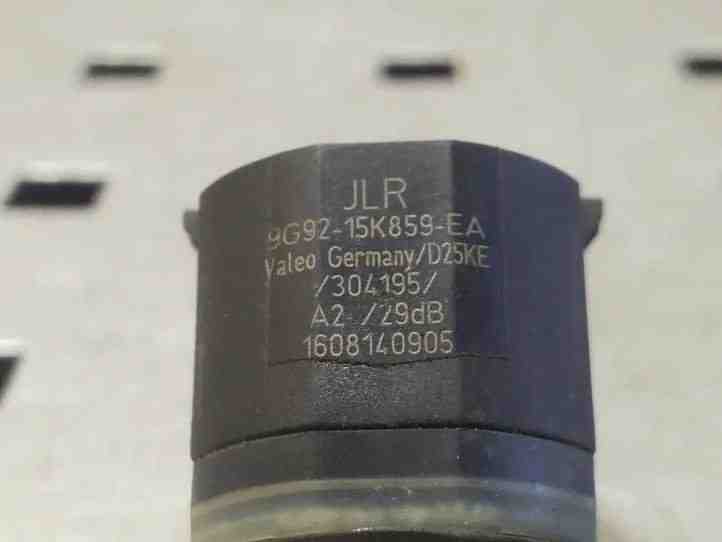 JLR
9G92-15K859-EA
Valeo Germany/D25KE
/304195/
A2 /29dB
1608140905